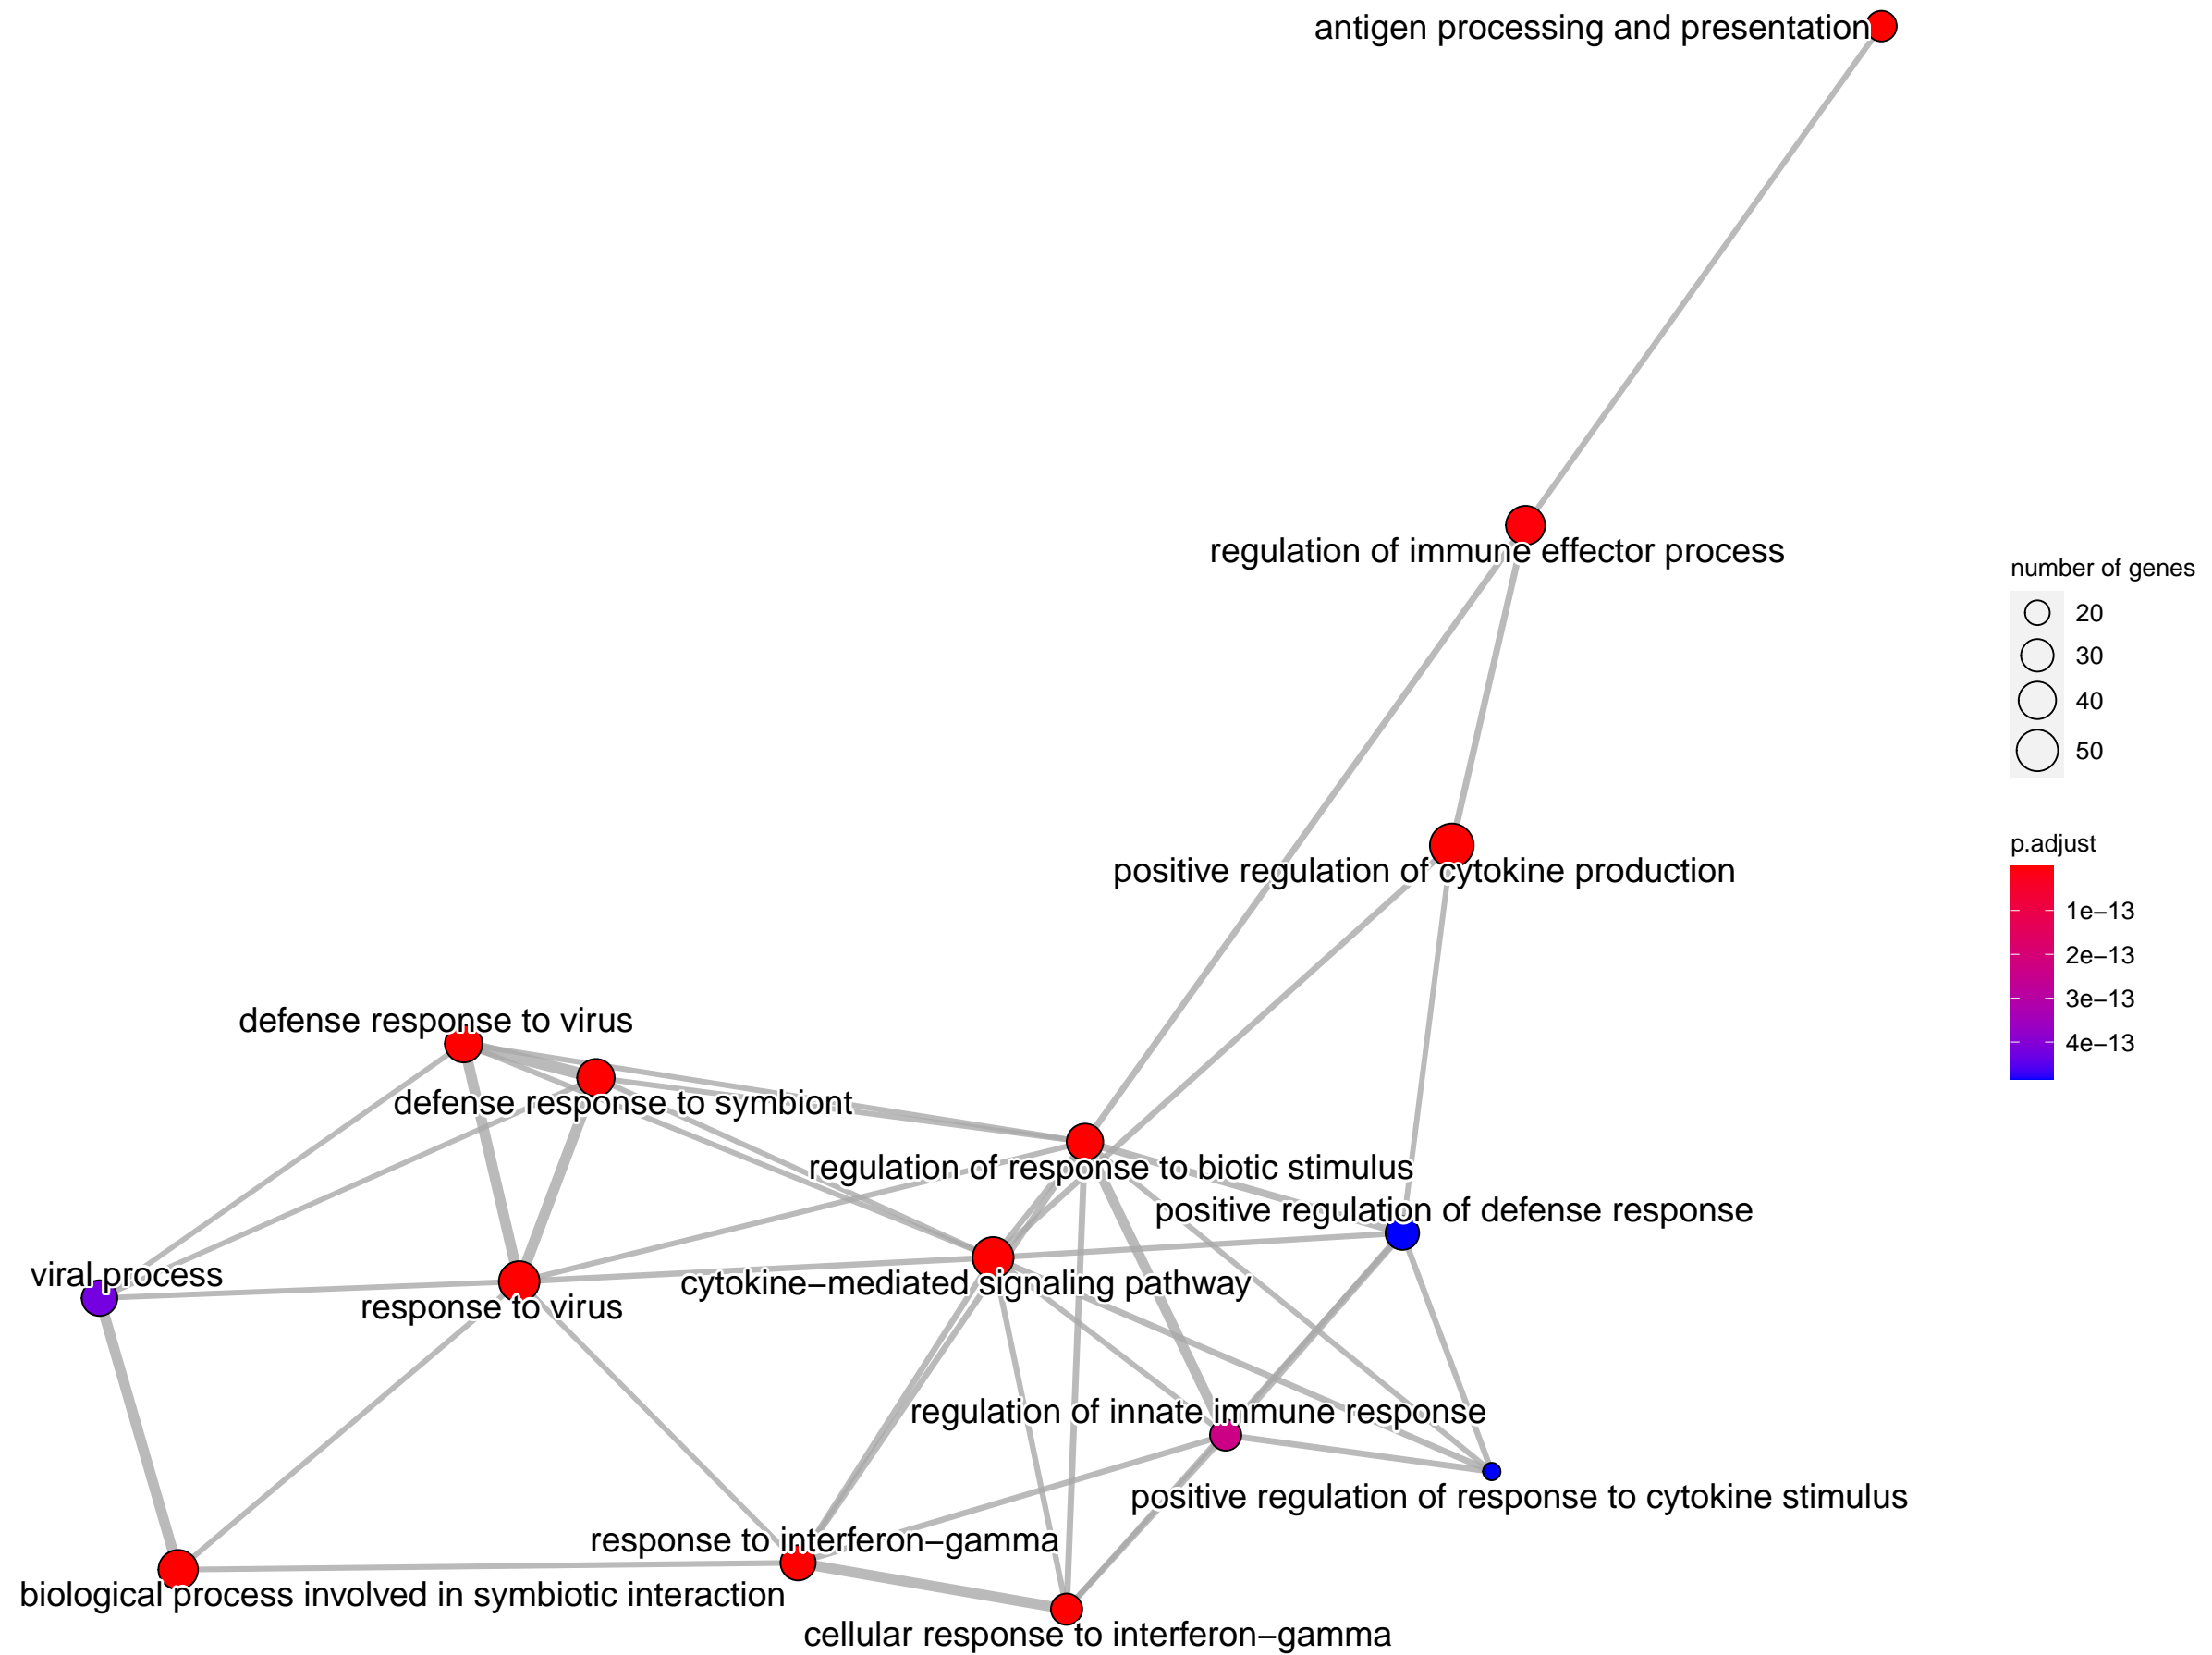 antigen processing and presentation
regulation of immune effector process
number of genes
20
30
40
50
p.adjust
1e−13
2e−13
3e−13
4e−13
positive regulation of cytokine production
defense response to virus
defense response to symbiont
regulation of response to biotic stimulus
positive regulation of defense response
viral process
cytokine−mediated signaling pathway
response to virus
regulation of innate immune response
positive regulation of response to cytokine stimulus
response to interferon−gamma
biological process involved in symbiotic interaction
cellular response to interferon−gamma